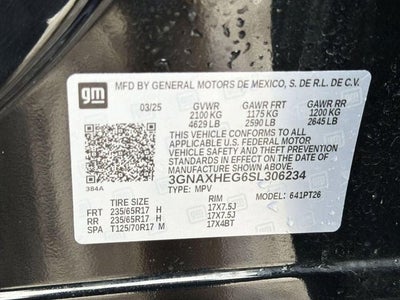 gm
MFD BY GENERAL MOTORS DE MEXICO, S. DE R.L. DE C.V.
03/25 GVWR GAWR FRT GAWR RR
2100 KG 1175 KG 1200 KG
4629 LB 2590 LB 2645 LB
THIS VEHICLE CONFORMS TO ALL
APPLICABLE U.S. FEDERAL MOTOR
VEHICLE SAFETY AND THEFT PREVENTION
STANDARDS IN EFFECT ON THE DATE OF
MANUFACTURE SHOWN ABOVE.
3GNAXHEG6SL306234
384A TYPE: MPV MODEL: 641PT26
RIM
FRT 235/65R17 H 17X7.5J
RR 235/65R17 H 17X7.5J
SPA T125/70R17 M 17X4BT